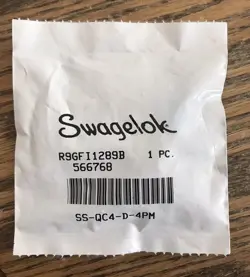 Swagelok
R9GFI1289B 1 PC.
566768
SS-QC4-D-4PM